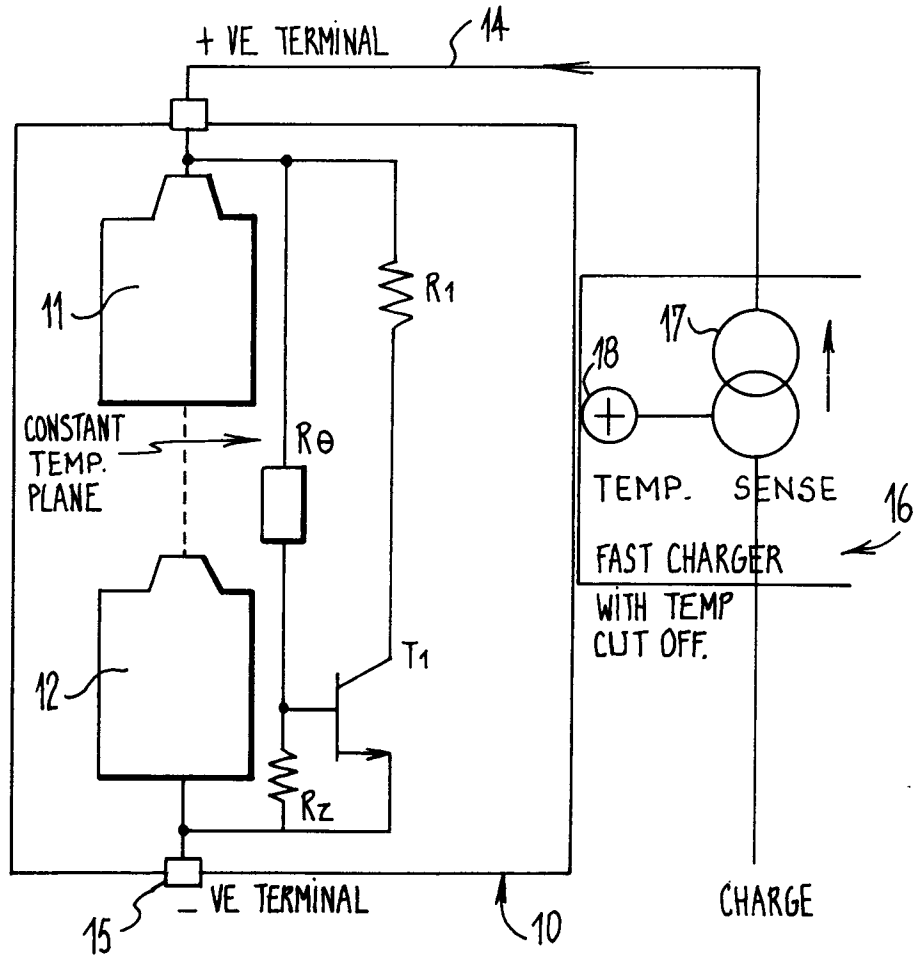 + VE TERMINAL
14
11
R1
17
18
CONSTANT
TEMP.
PLANE
Rθ
+
TEMP. SENSE
16
FAST CHARGER
WITH TEMP
CUT OFF.
T1
12
RZ
15
– VE TERMINAL
10
CHARGE